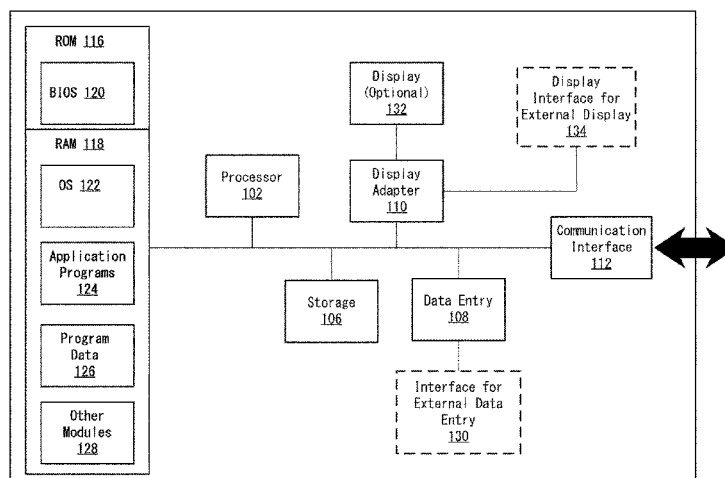 ROM 116
BIOS 120
RAM 118
OS 122
Application
Programs
124
Program
Data
126
Other
Modules
128
Processor
102
Display
(Optional)
132
Display
Interface for
External Display
134
Display
Adapter
110
Communication
Interface
112
Storage
106
Data Entry
108
Interface for
External Data
Entry
130